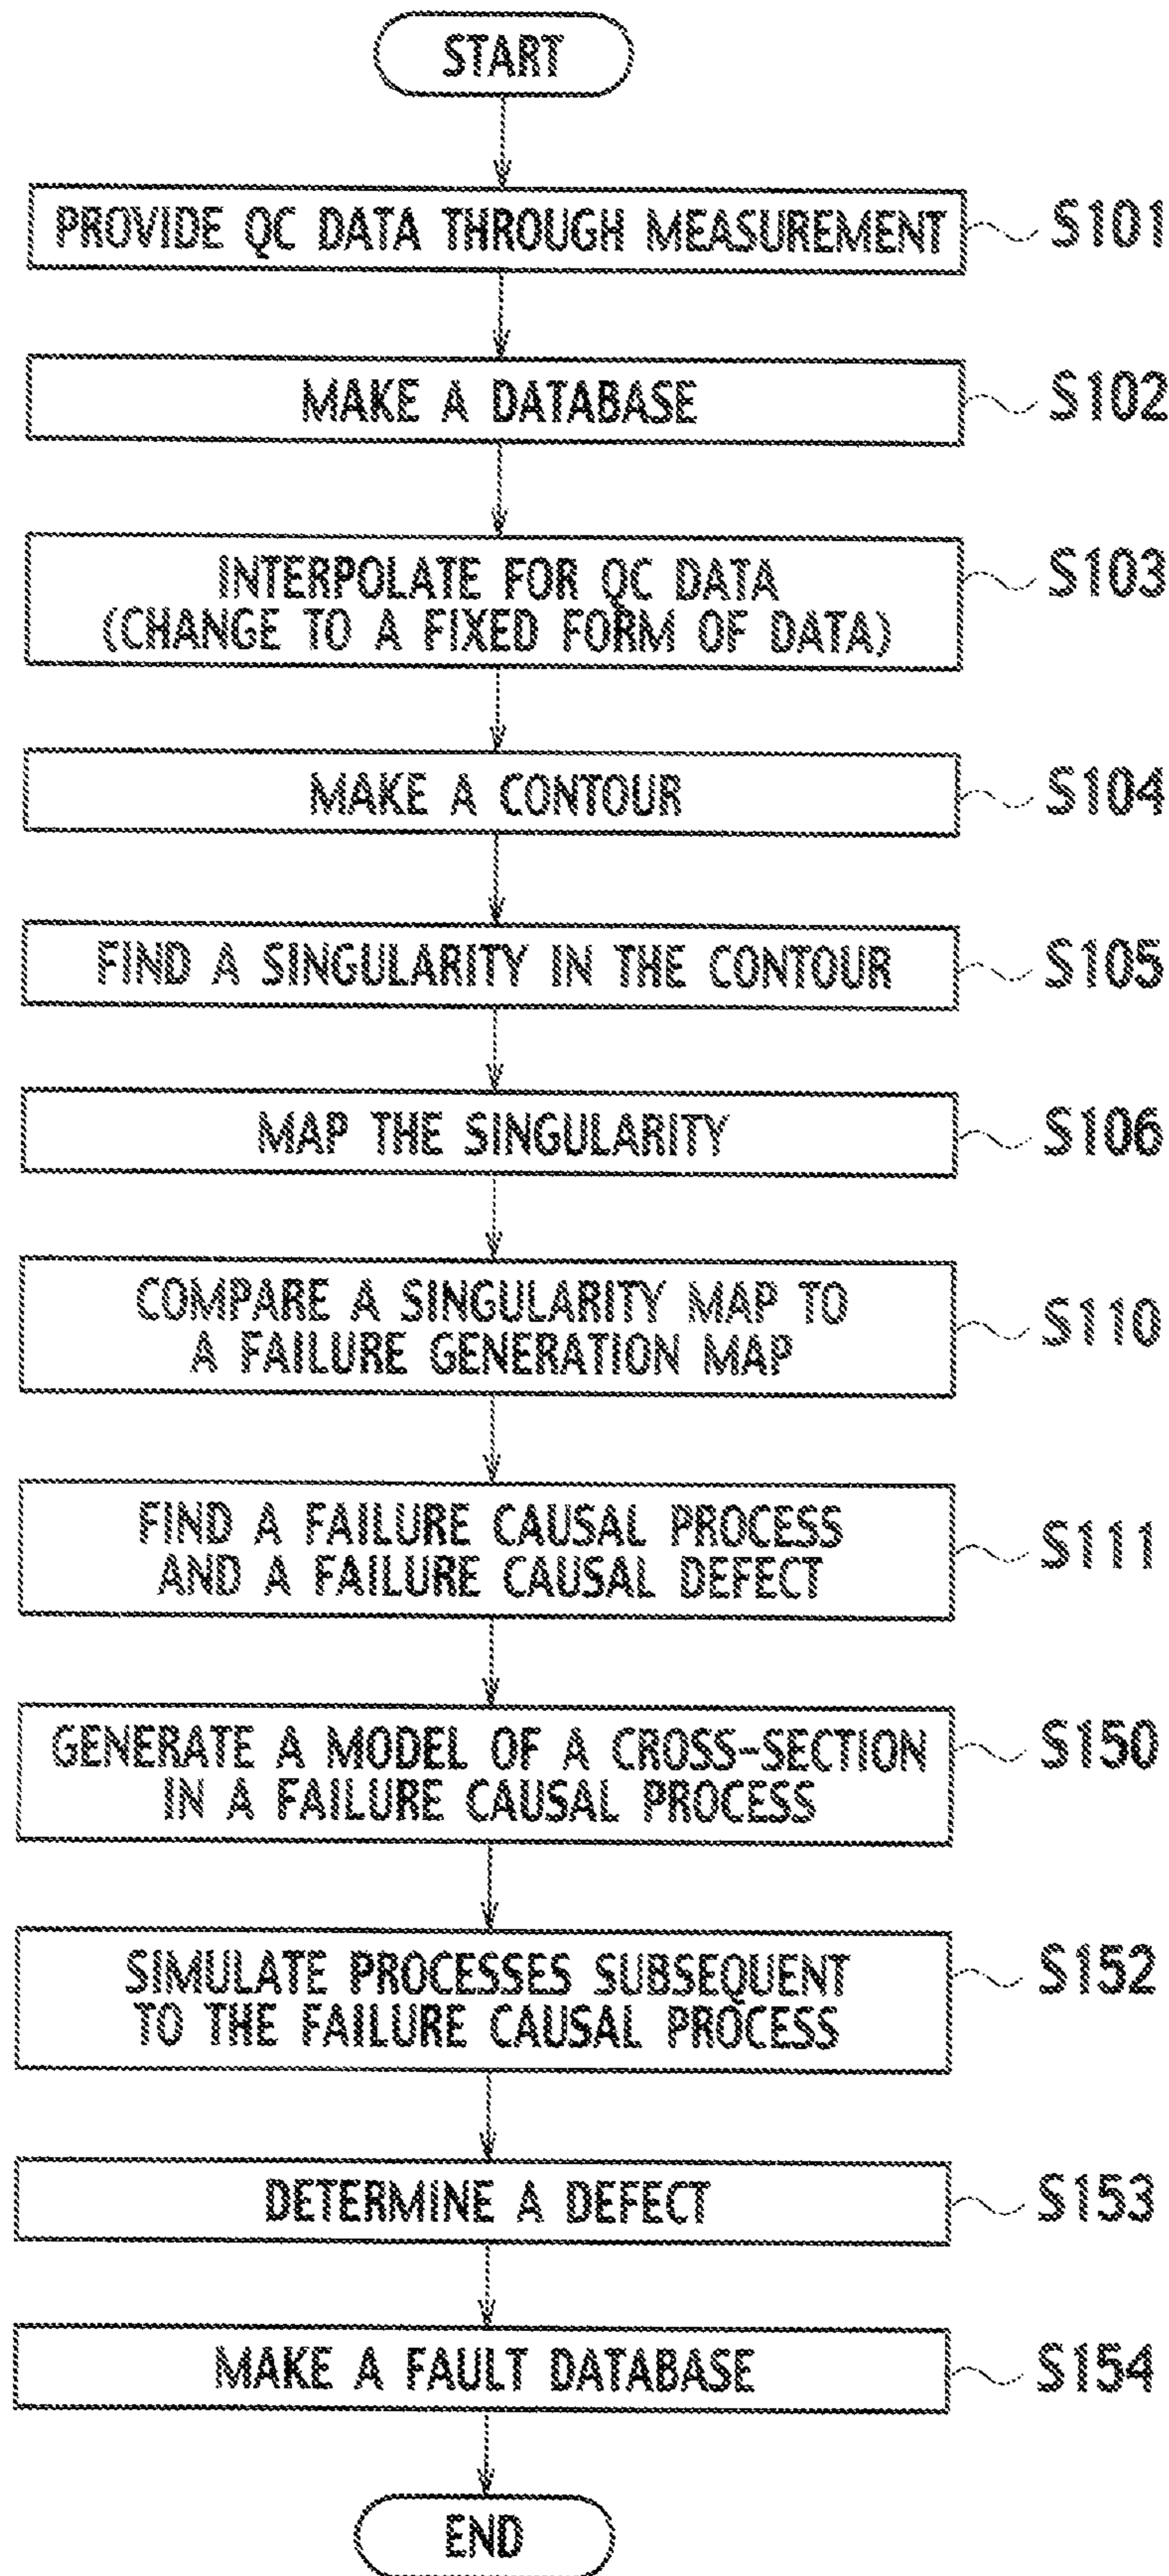 START
PROVIDE QC DATA THROUGH MEASUREMENT
S101
MAKE A DATABASE
S102
INTERPOLATE FOR QC DATA
(CHANGE TO A FIXED FORM OF DATA)
S103
MAKE A CONTOUR
S104
FIND A SINGULARITY IN THE CONTOUR
S105
MAP THE SINGULARITY
S106
COMPARE A SINGULARITY MAP TO
A FAILURE GENERATION MAP
S110
FIND A FAILURE CAUSAL PROCESS
AND A FAILURE CAUSAL DEFECT
S111
GENERATE A MODEL OF A CROSS-SECTION
IN A FAILURE CAUSAL PROCESS
S150
SIMULATE PROCESSES SUBSEQUENT
TO THE FAILURE CAUSAL PROCESS
S152
DETERMINE A DEFECT
S153
MAKE A FAULT DATABASE
S154
END